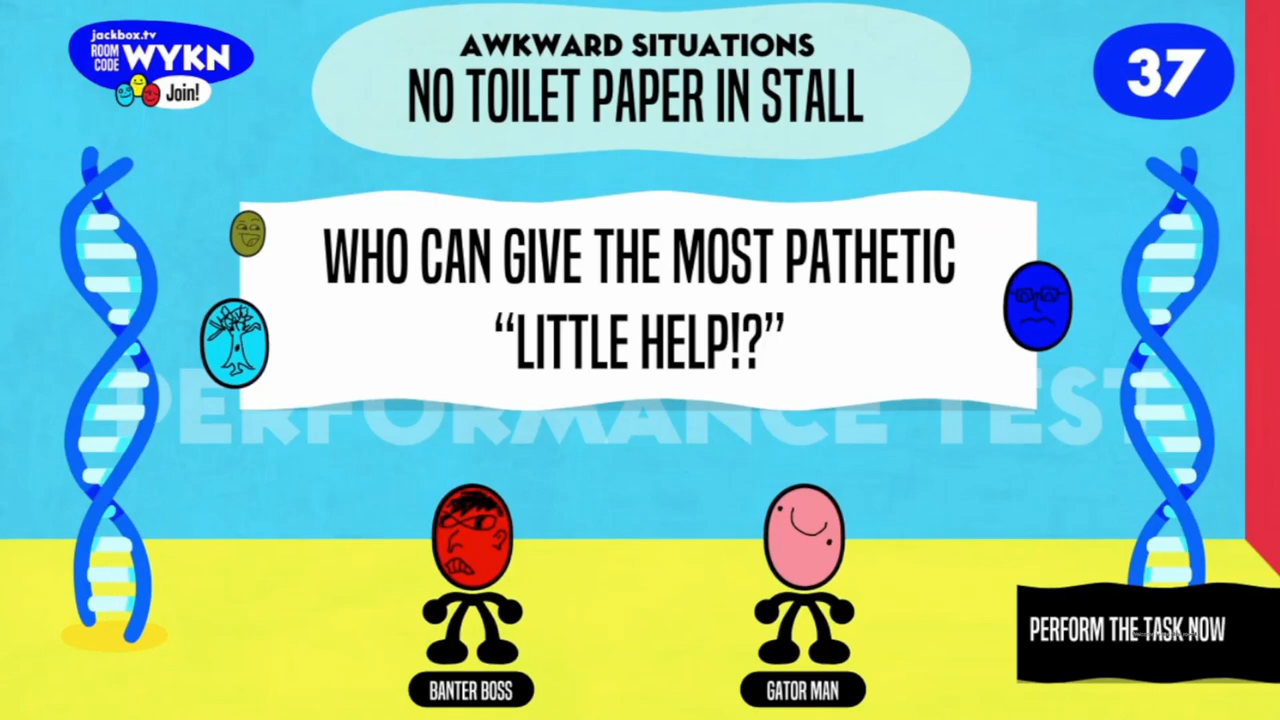 jackbox.tv
ROOM CODE WYKN
Join!
AWKWARD SITUATIONS
NO TOILET PAPER IN STALL
37
WHO CAN GIVE THE MOST PATHETIC
“LITTLE HELP!?”
PERFORMANCE TEST
PERFORM THE TASK NOW
BANTER BOSS
GATOR MAN